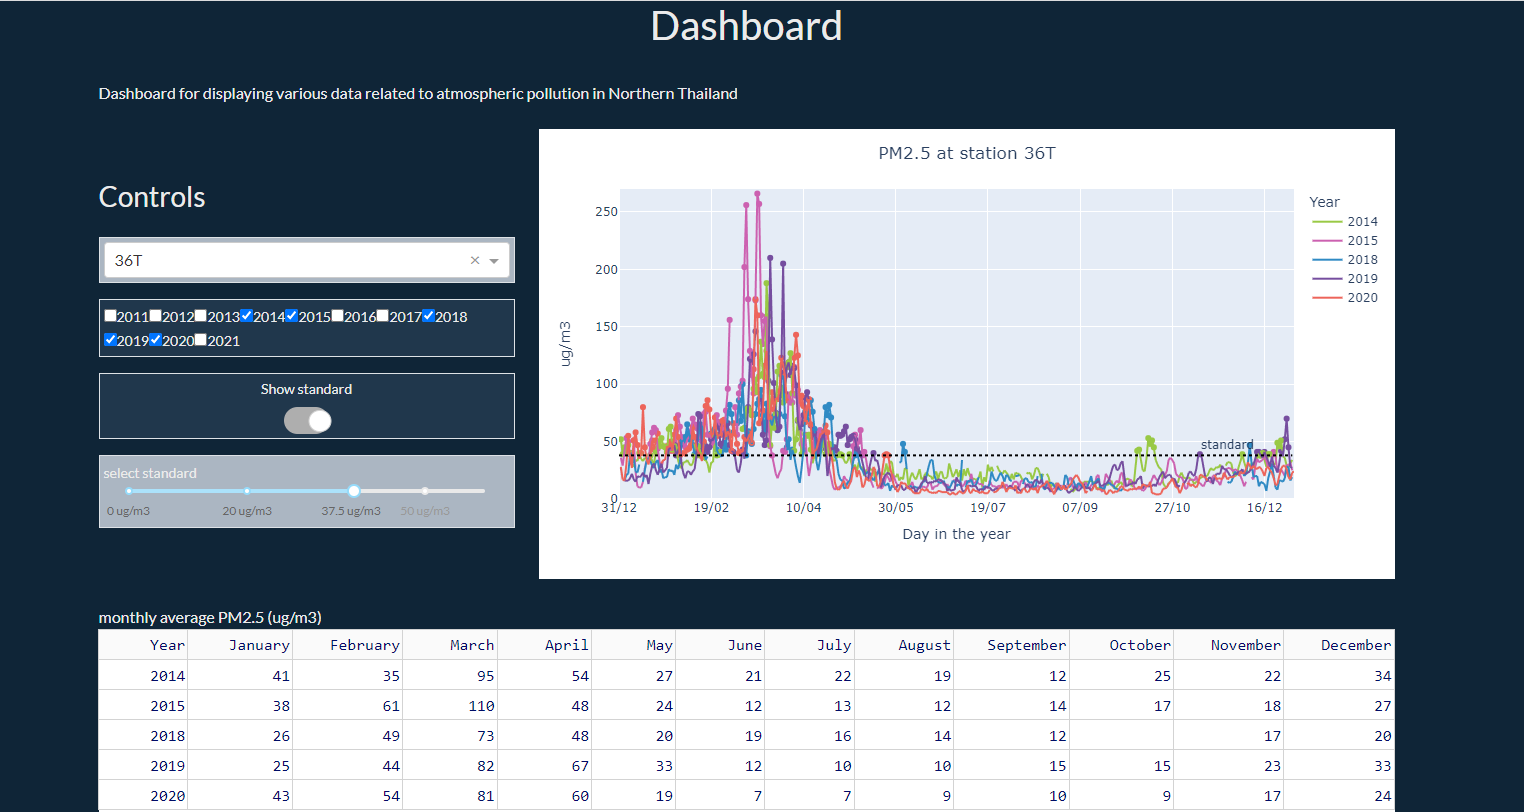 Dashboard
Dashboard for displaying various data related to atmospheric pollution in Northern Thailand
Controls
36T
2011 2012 2013 2014 2015 2016 2017 2018
2019 2020 2021
Show standard
select standard
0 ug/m3 20 ug/m3 37.5 ug/m3 50 ug/m3
PM2.5 at station 36T
ug/m3
250
200
150
100
50
0
31/12 19/02 10/04 30/05 19/07 07/09 27/10 16/12
Day in the year
standard
Year
2014
2015
2018
2019
2020
monthly average PM2.5 (ug/m3)
Year January February March April May June July August September October November December
2014 41 35 95 54 27 21 22 19 12 25 22 34
2015 38 61 110 48 24 12 13 12 14 17 18 27
2018 26 49 73 48 20 19 16 14 12 17 20
2019 25 44 82 67 33 12 10 10 15 15 23 33
2020 43 54 81 60 19 7 7 9 10 9 17 24